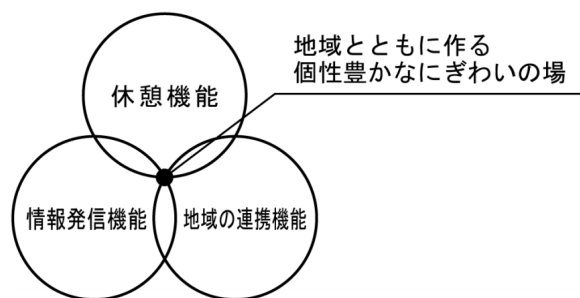 地域とともに作る
個性豊かなにぎわいの場
休憩機能
情報発信機能
地域の連携機能